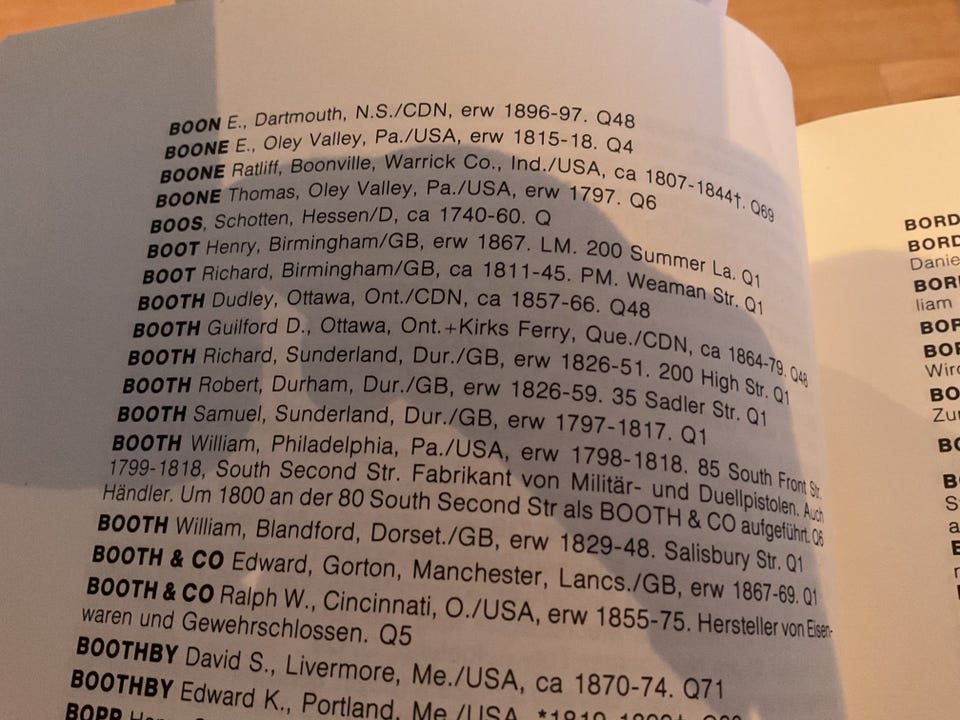 BOON E., Dartmouth, N.S./CDN, erw 1896-97. Q48
BOONE E., Oley Valley, Pa./USA, erw 1815-18. Q4
BOONE Ratliff, Boonville, Warrick Co., Ind./USA, ca 1807-1844†. Q69
BOONE Thomas, Oley Valley, Pa./USA, erw 1797. Q6
BOOS, Schotten, Hessen/D, ca 1740-60. Q
BOOT Henry, Birmingham/GB, erw 1867. LM. 200 Summer La. Q1
BOOT Richard, Birmingham/GB, ca 1811-45. PM. Weaman Str. Q1
BOOTH Dudley, Ottawa, Ont./CDN, ca 1857-66. Q48
BOOTH Guilford D., Ottawa, Ont.+Kirks Ferry, Que./CDN, ca 1864-79. Q48
BOOTH Richard, Sunderland, Dur./GB, erw 1826-51. 200 High Str. Q1
BOOTH Robert, Durham, Dur./GB, erw 1826-59. 35 Sadler Str. Q1
BOOTH Samuel, Sunderland, Dur./GB, erw 1797-1817. Q1
BOOTH William, Philadelphia, Pa./USA, erw 1798-1818. 85 South Front Str.
1799-1818, South Second Str. Fabrikant von Militär- und Duellpistolen. Auch
Händler. Um 1800 an der 80 South Second Str als BOOTH & CO aufgeführt. Q6
BOOTH William, Blandford, Dorset./GB, erw 1829-48. Salisbury Str. Q1
BOOTH & CO Edward, Gorton, Manchester, Lancs./GB, erw 1867-69. Q1
BOOTH & CO Ralph W., Cincinnati, O./USA, erw 1855-75. Hersteller von Eisen-
waren und Gewehrschlossen. Q5
BOOTHBY David S., Livermore, Me./USA, ca 1870-74. Q71
BOOTHBY Edward K., Portland, Me./USA,
BOPP
BORD
BORD
Danie
liam
Zu